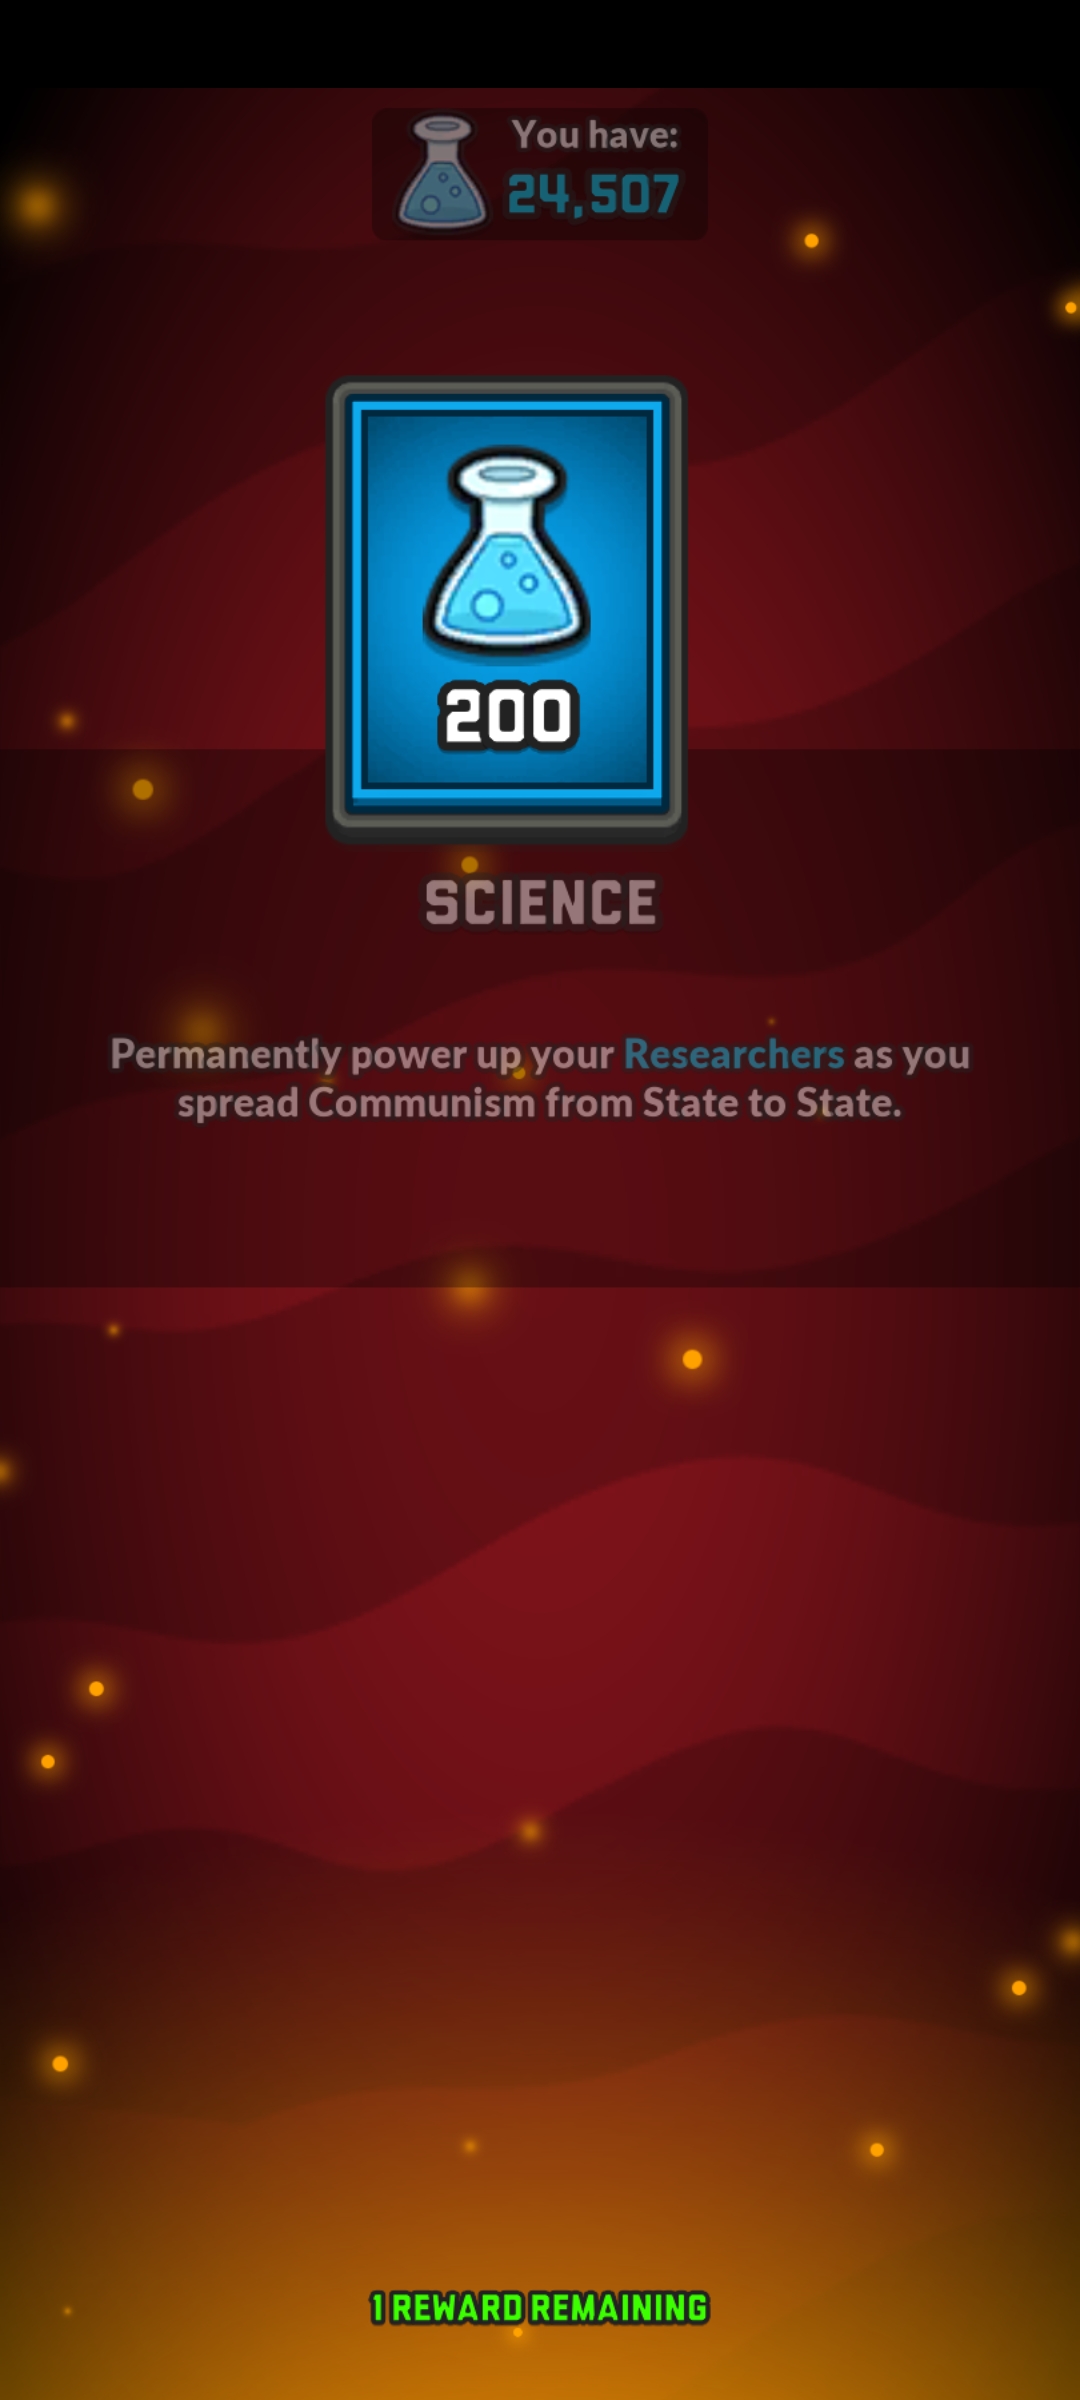 You have:
24,507
200
SCIENCE
Permanently power up your Researchers as you
spread Communism from State to State.
1 REWARD REMAINING